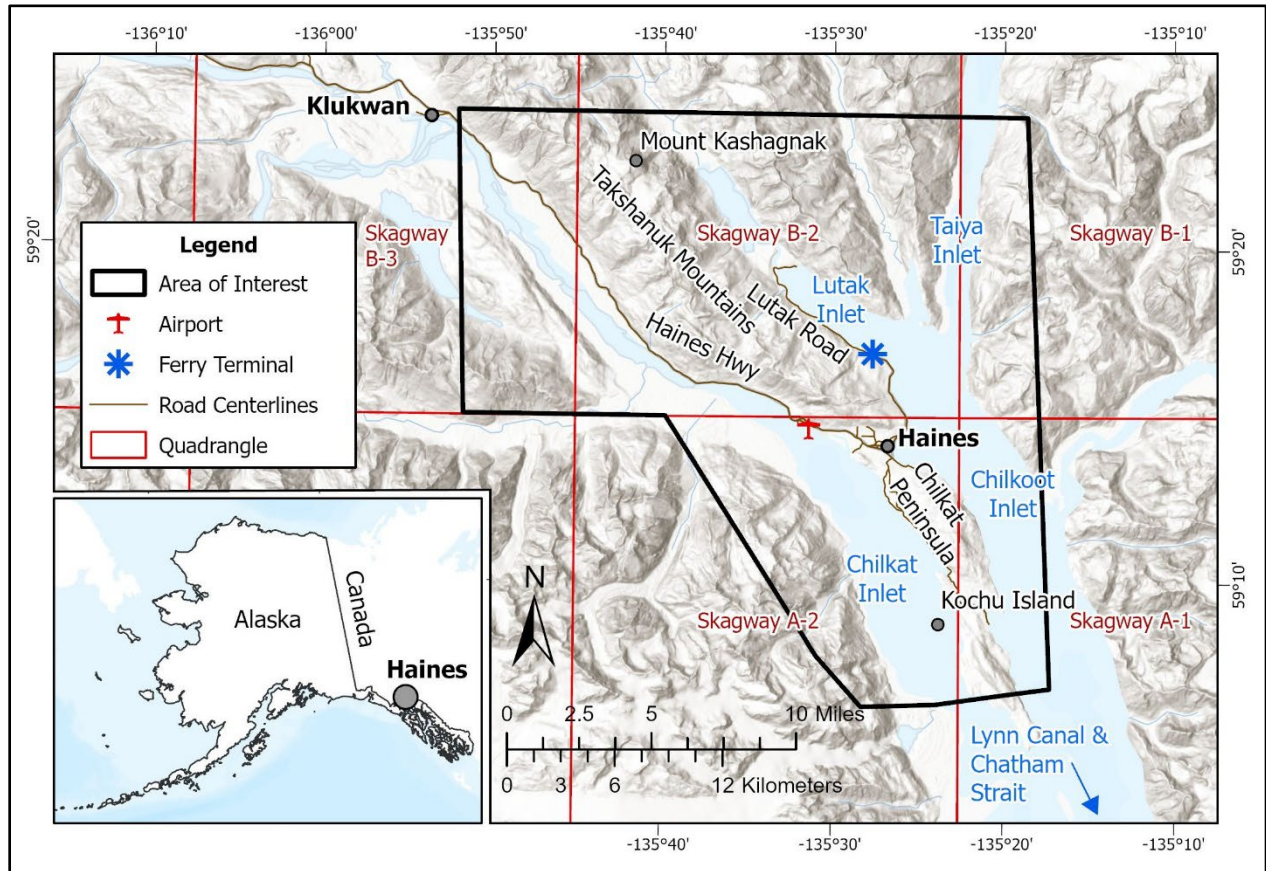 -136°10'
-136°00'
-135°50'
-135°40'
-135°30'
-135°20'
-135°10'
Klukwan
Mount Kashagnak
Takshanuk Mountains
59°20'
59°20'
Skagway
B-3
Skagway B-2
Taiya
Inlet
Skagway B-1
Lutak
Inlet
Lutak Road
Haines Hwy
Legend
Area of Interest
Airport
Ferry Terminal
Road Centerlines
Quadrangle
Haines
Chilkat
Peninsula
Chilkoot
Inlet
Chilkat
Inlet
59°10'
Kochu Island
Skagway A-2
Skagway A-1
N
0
2.5
5
10 Miles
0
3
6
12 Kilometers
Lynn Canal &
Chatham
Strait
Alaska
Canada
Haines
-135°40'
-135°30'
-135°20'
-135°10'